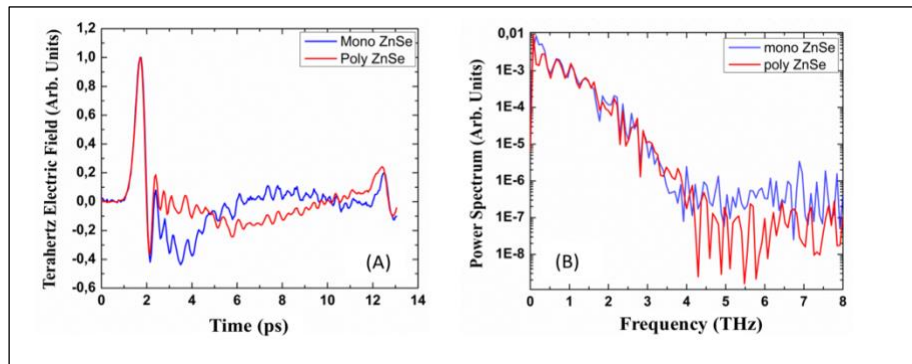 1,2
1,0
0,8
0,6
0,4
0,2
0,0
-0,2
-0,4
-0,6
Terahertz Electric Field (Arb. Units)
Mono ZnSe
Poly ZnSe
(A)
0 2 4 6 8 10 12 14
Time (ps)
0,01
1E-3
1E-4
1E-5
1E-6
1E-7
1E-8
Power Spectrum (Arb. Units)
mono ZnSe
poly ZnSe
(B)
0 1 2 3 4 5 6 7 8
Frequency (THz)